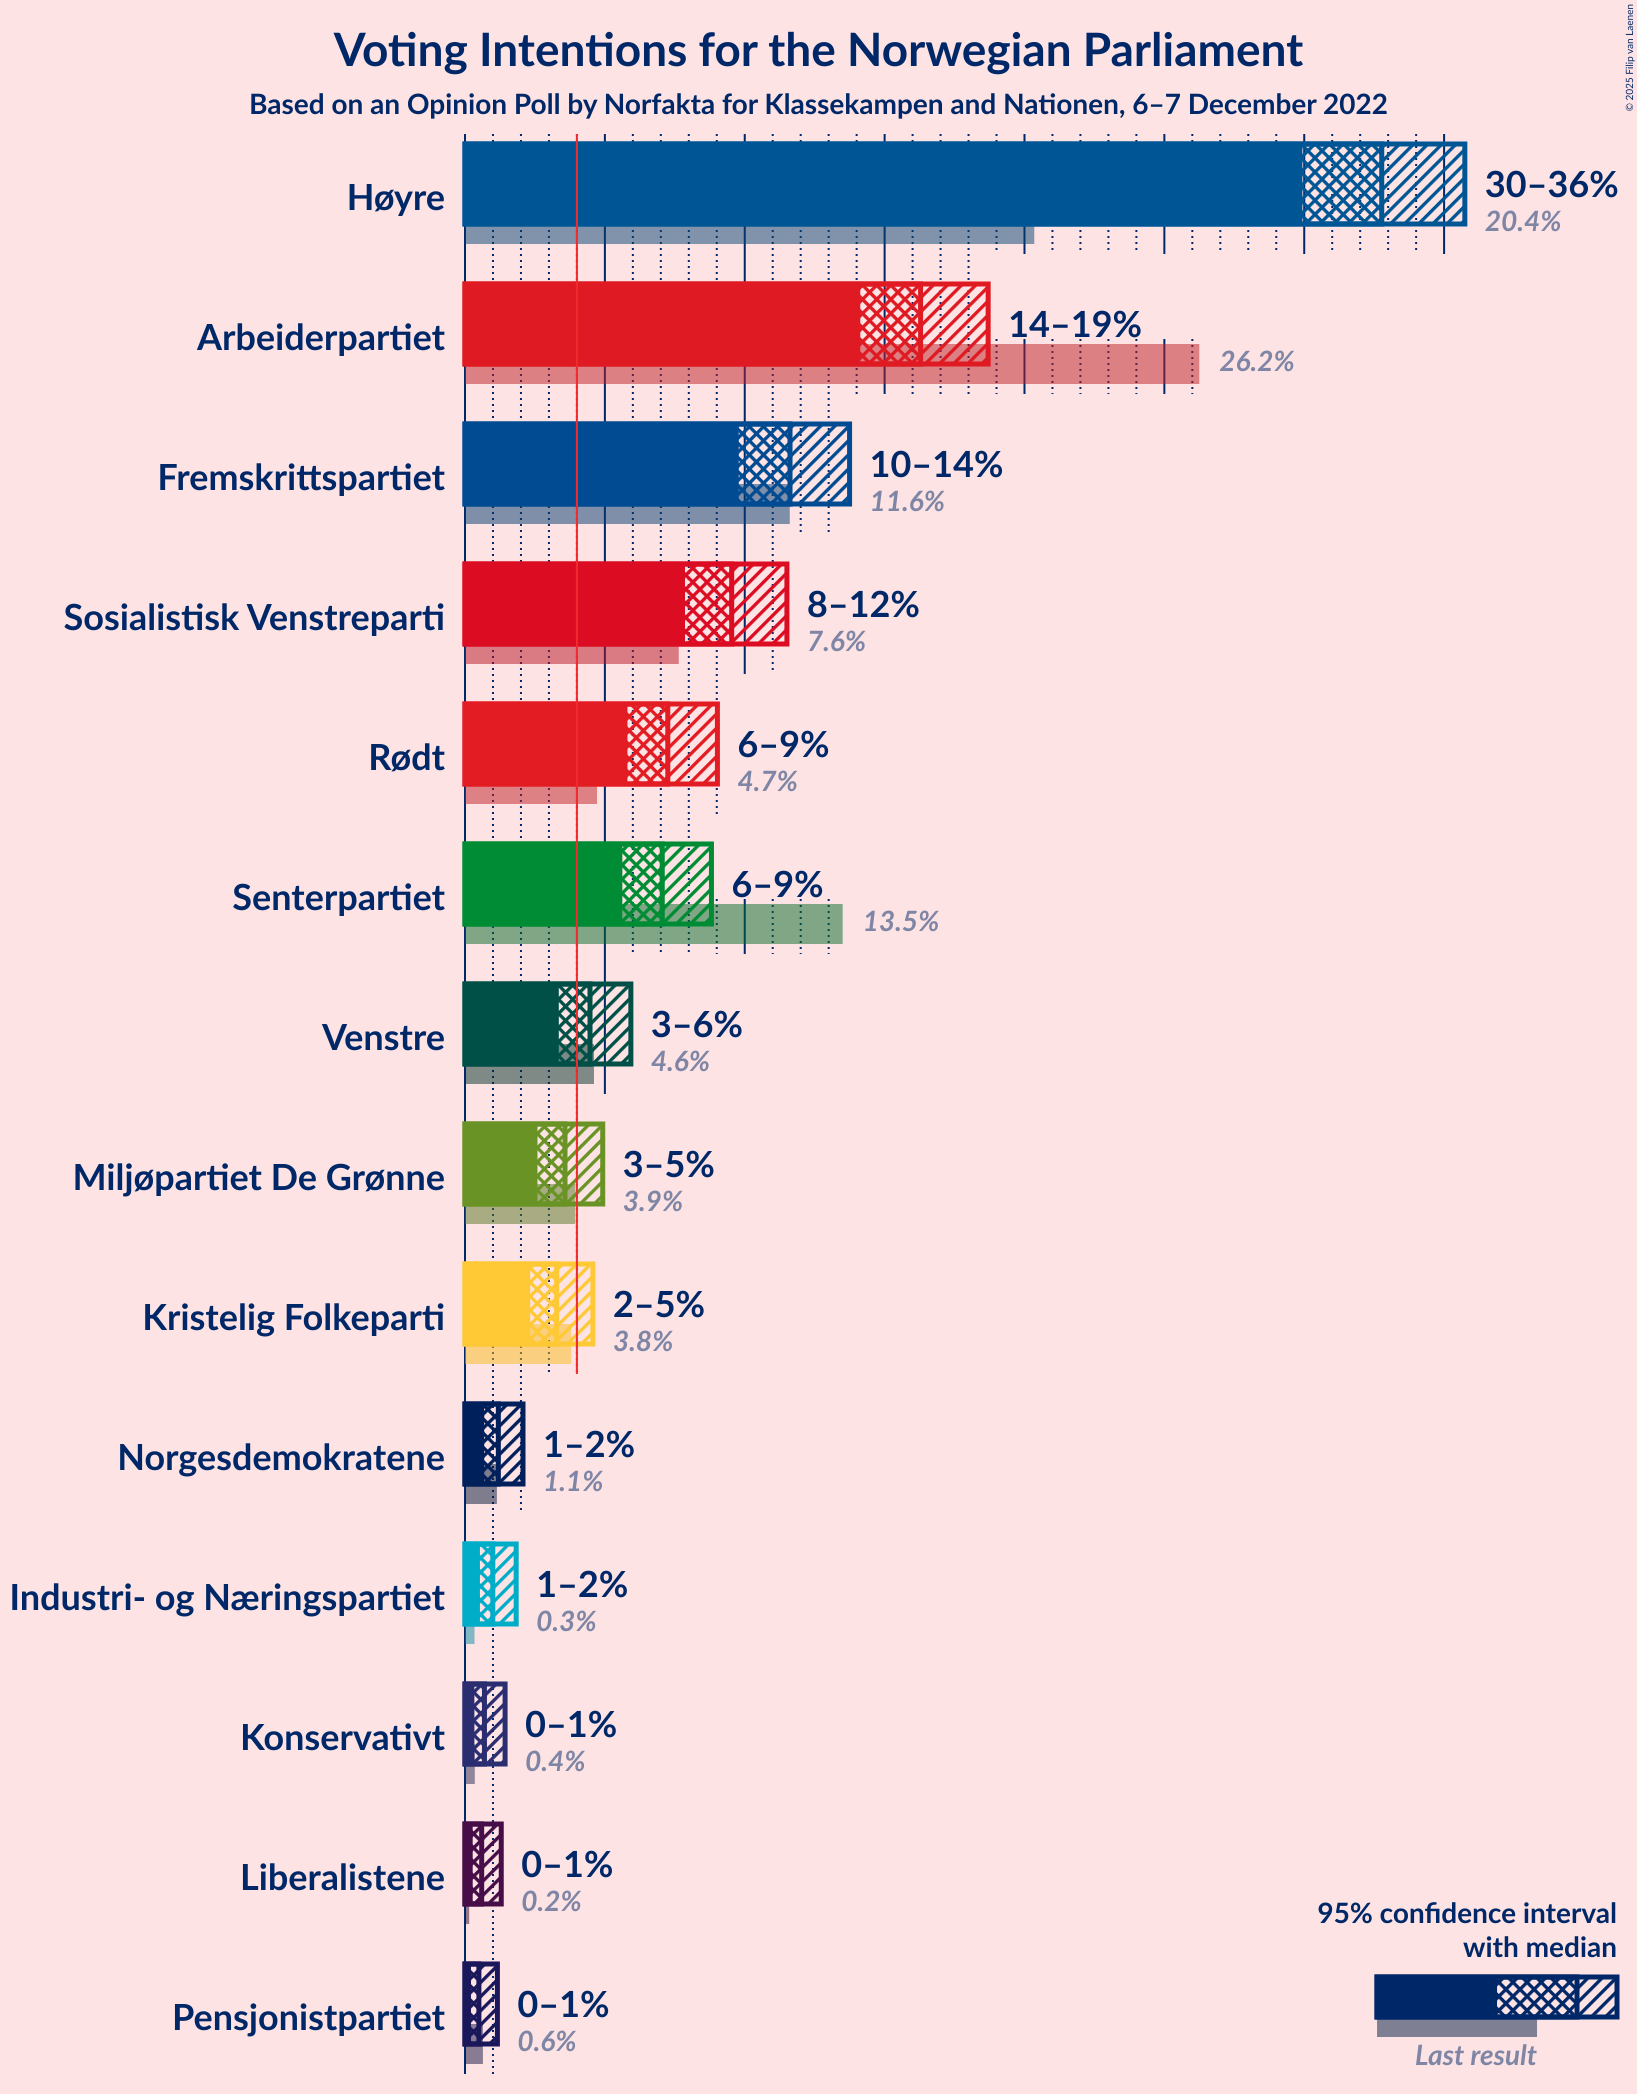 © 2025 Filip van Laenen
Voting Intentions for the Norwegian Parliament
Based on an Opinion Poll by Norfakta for Klassekampen and Nationen, 6–7 December 2022
Høyre
30–36%
20.4%
Arbeiderpartiet
14–19%
26.2%
Fremskrittspartiet
10–14%
11.6%
Sosialistisk Venstreparti
8–12%
7.6%
Rødt
6–9%
4.7%
Senterpartiet
6–9%
13.5%
Venstre
3–6%
4.6%
Miljøpartiet De Grønne
3–5%
3.9%
Kristelig Folkeparti
2–5%
3.8%
Norgesdemokratene
1–2%
1.1%
Industri- og Næringspartiet
1–2%
0.3%
Konservativt
0–1%
0.4%
Liberalistene
0–1%
0.2%
Pensjonistpartiet
0–1%
0.6%
95% confidence interval
with median
Last result